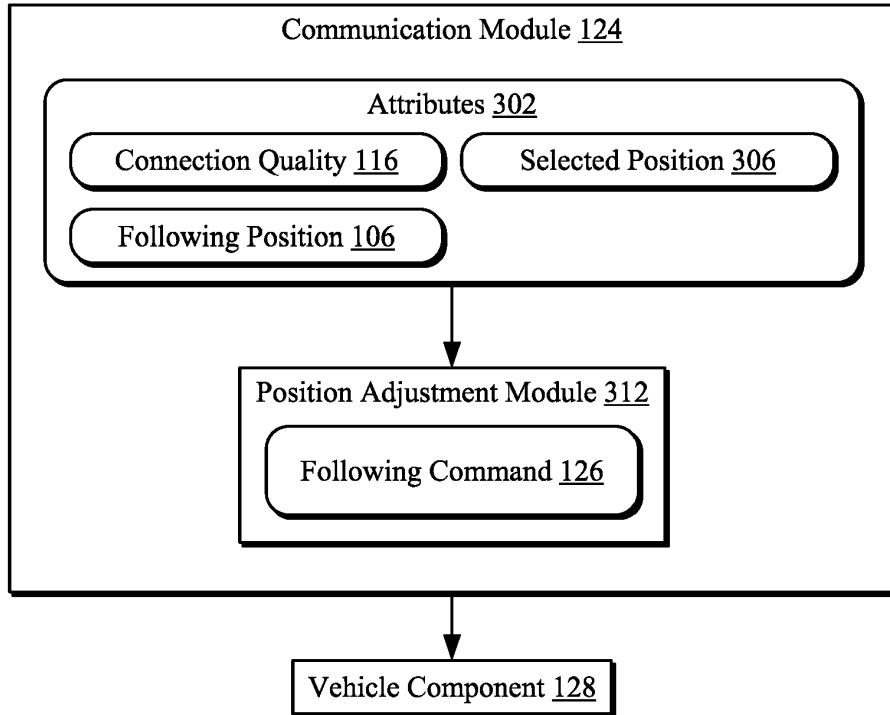 Communication Module 124
Attributes 302
Connection Quality 116
Selected Position 306
Following Position 106
Position Adjustment Module 312
Following Command 126
Vehicle Component 128